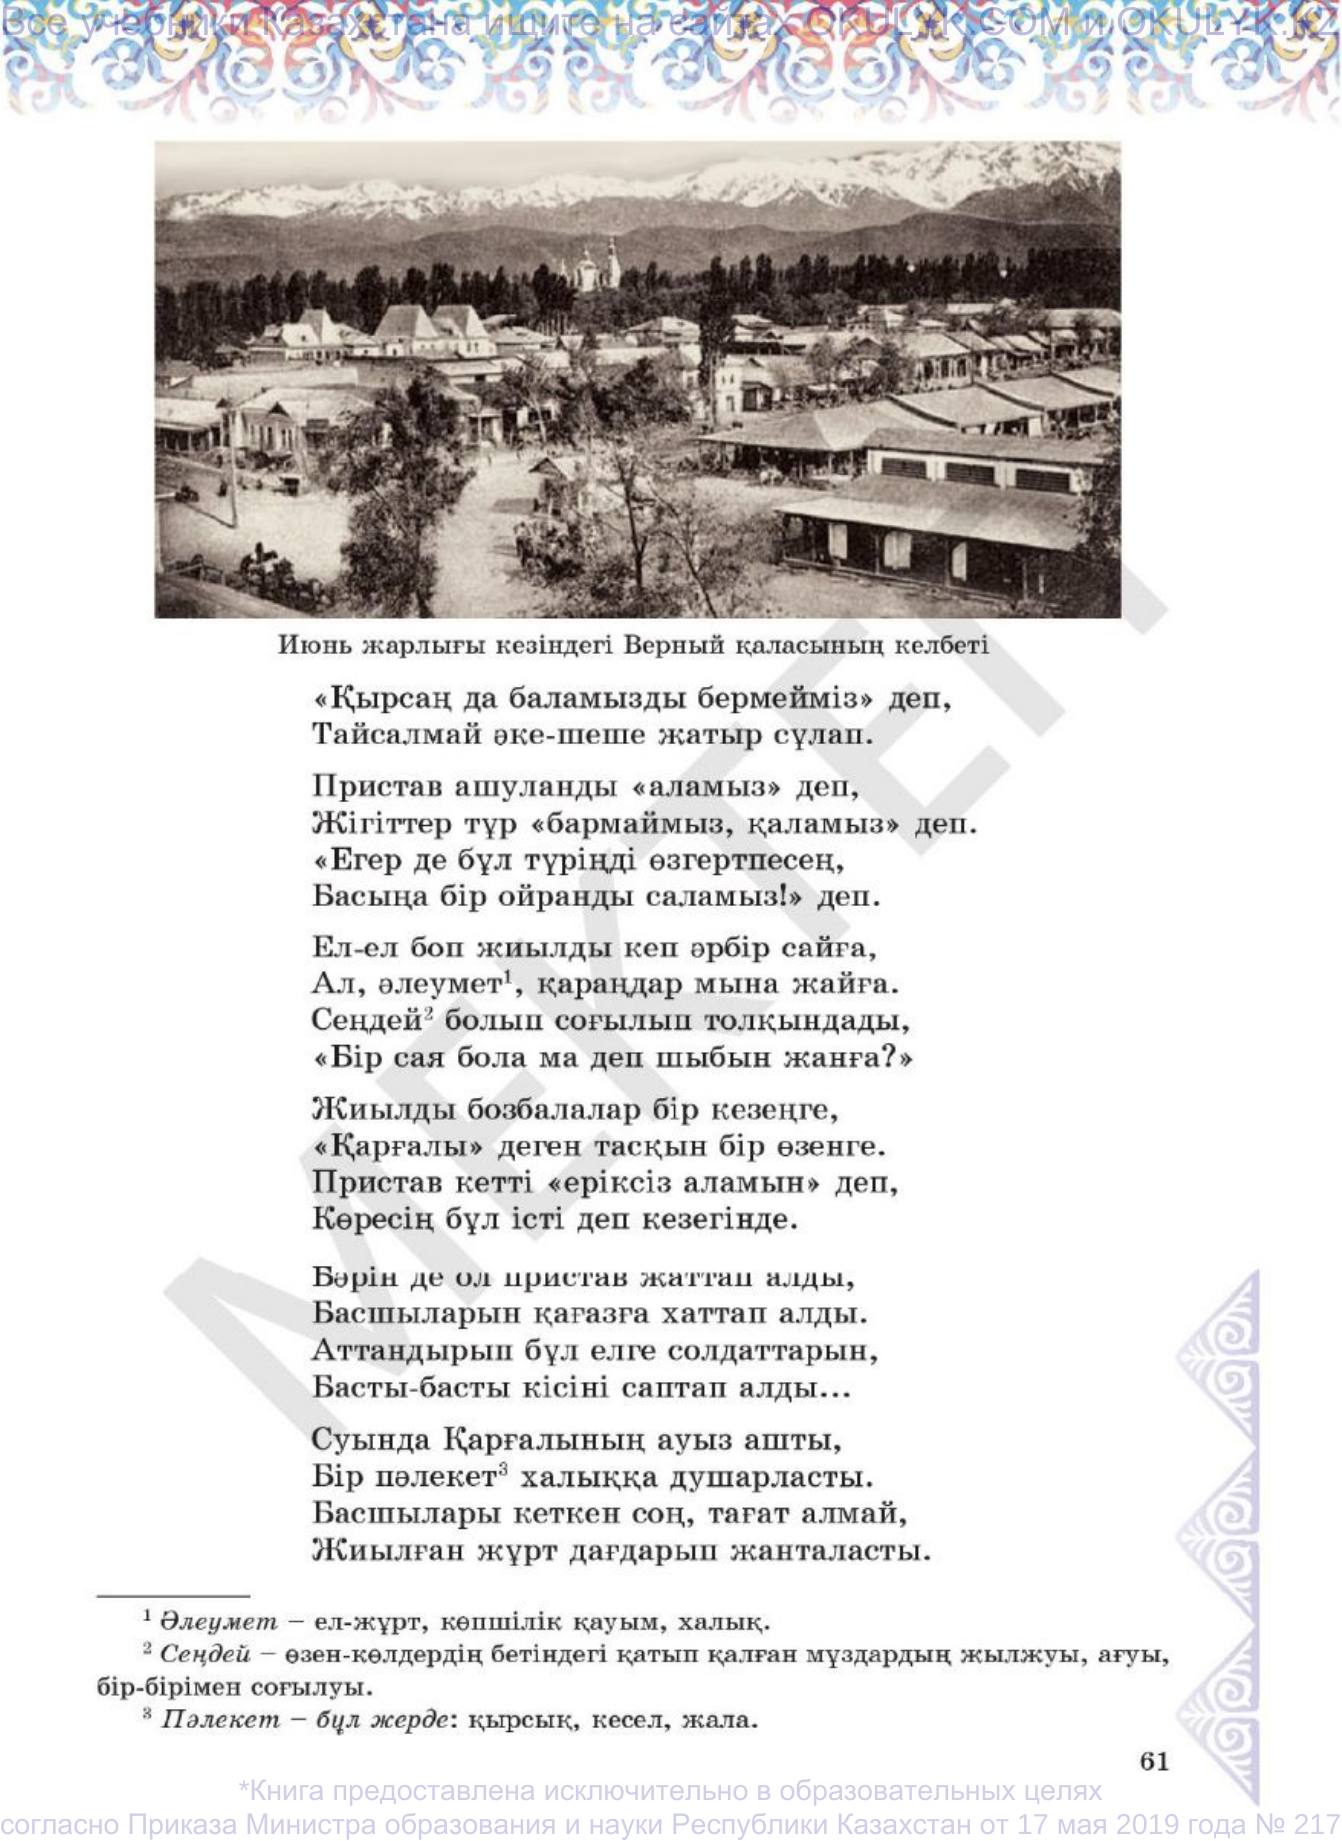 Все учебники Казахстана ищите на сайтах OKULYK.COM и OKULYK.KZ
Июнь жарлығы кезіндегі Верный қаласының келбеті
«Қырсаң да баламызды бермейміз» деп,
Тайсалмай әке-шеше жатыр сұлап.
Пристав ашуланды «аламыз» деп,
Жігіттер тұр «бармаймыз, қаламыз» деп.
«Егер де бұл түріңді өзгертпесең,
Басыңа бір ойранды саламыз!» деп.
Ел-ел боп жиылды кеп әрбір сайға,
Ал, әлеумет¹, қараңдар мына жайға.
Сеңдей² болып соғылып толқындады,
«Бір сая бола ма деп шыбын жанға?»
Жиылды бозбалалар бір кезеңге,
«Қарғалы» деген тасқын бір өзенге.
Пристав кетті «еріксіз аламын» деп,
Көресің бұл істі деп кезегінде.
Бәрін де ол пристав жаттап алды,
Басшыларын қағазға хаттап алды.
Аттандырып бұл елге солдаттарын,
Басты-басты кісіні саптап алды...
Суында Қарғалының ауыз ашты,
Бір пәлекет³ халыққа душарласты.
Басшылары кеткен соң, тағат алмай,
Жиылған жұрт дағдарып жанталасты.
¹ Әлеумет – ел-жұрт, көпшілік қауым, халық.
² Сеңдей – өзен-көлдердің бетіндегі қатып қалған мұздардың жылжуы, ағуы,
бір-бірімен соғылуы.
³ Пәлекет – бұл жерде: қырсық, кесел, жала.
61
МЕКТЕП
*Книга предоставлена исключительно в образовательных целях
согласно Приказа Министра образования и науки Республики Казахстан от 17 мая 2019 года № 217